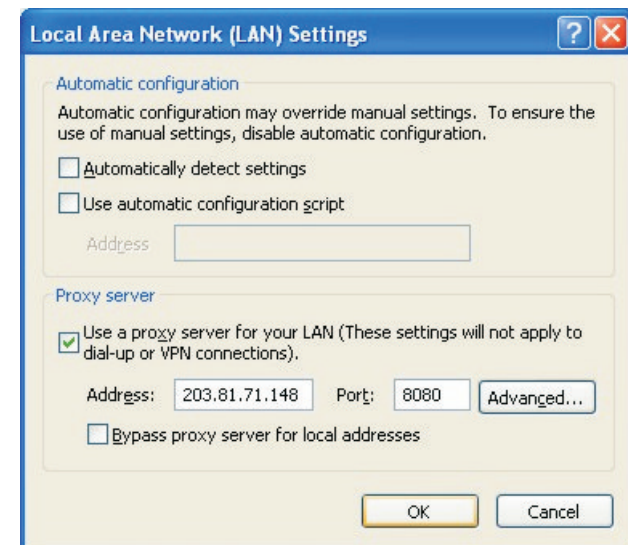 Local Area Network (LAN) Settings
Automatic configuration
Automatic configuration may override manual settings. To ensure the
use of manual settings, disable automatic configuration.
Automatically detect settings
Use automatic configuration script
Address
Proxy server
Use a proxy server for your LAN (These settings will not apply to
dial-up or VPN connections).
Address: 203.81.71.148 Port: 8080 Advanced...
Bypass proxy server for local addresses
OK Cancel